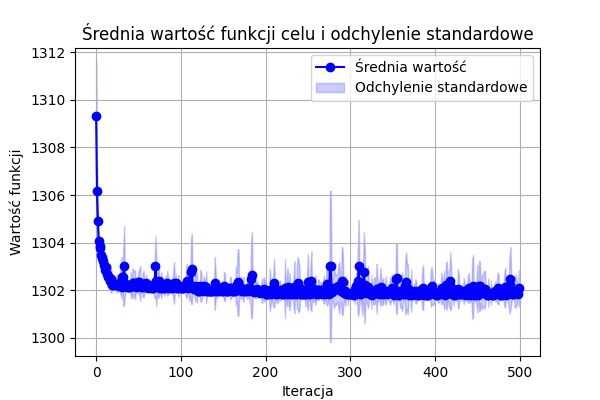 Średnia wartość funkcji celu i odchylenie standardowe
Średnia wartość
Odchylenie standardowe
Wartość funkcji
1312
1310
1308
1306
1304
1302
1300
0 100 200 300 400 500
Iteracja